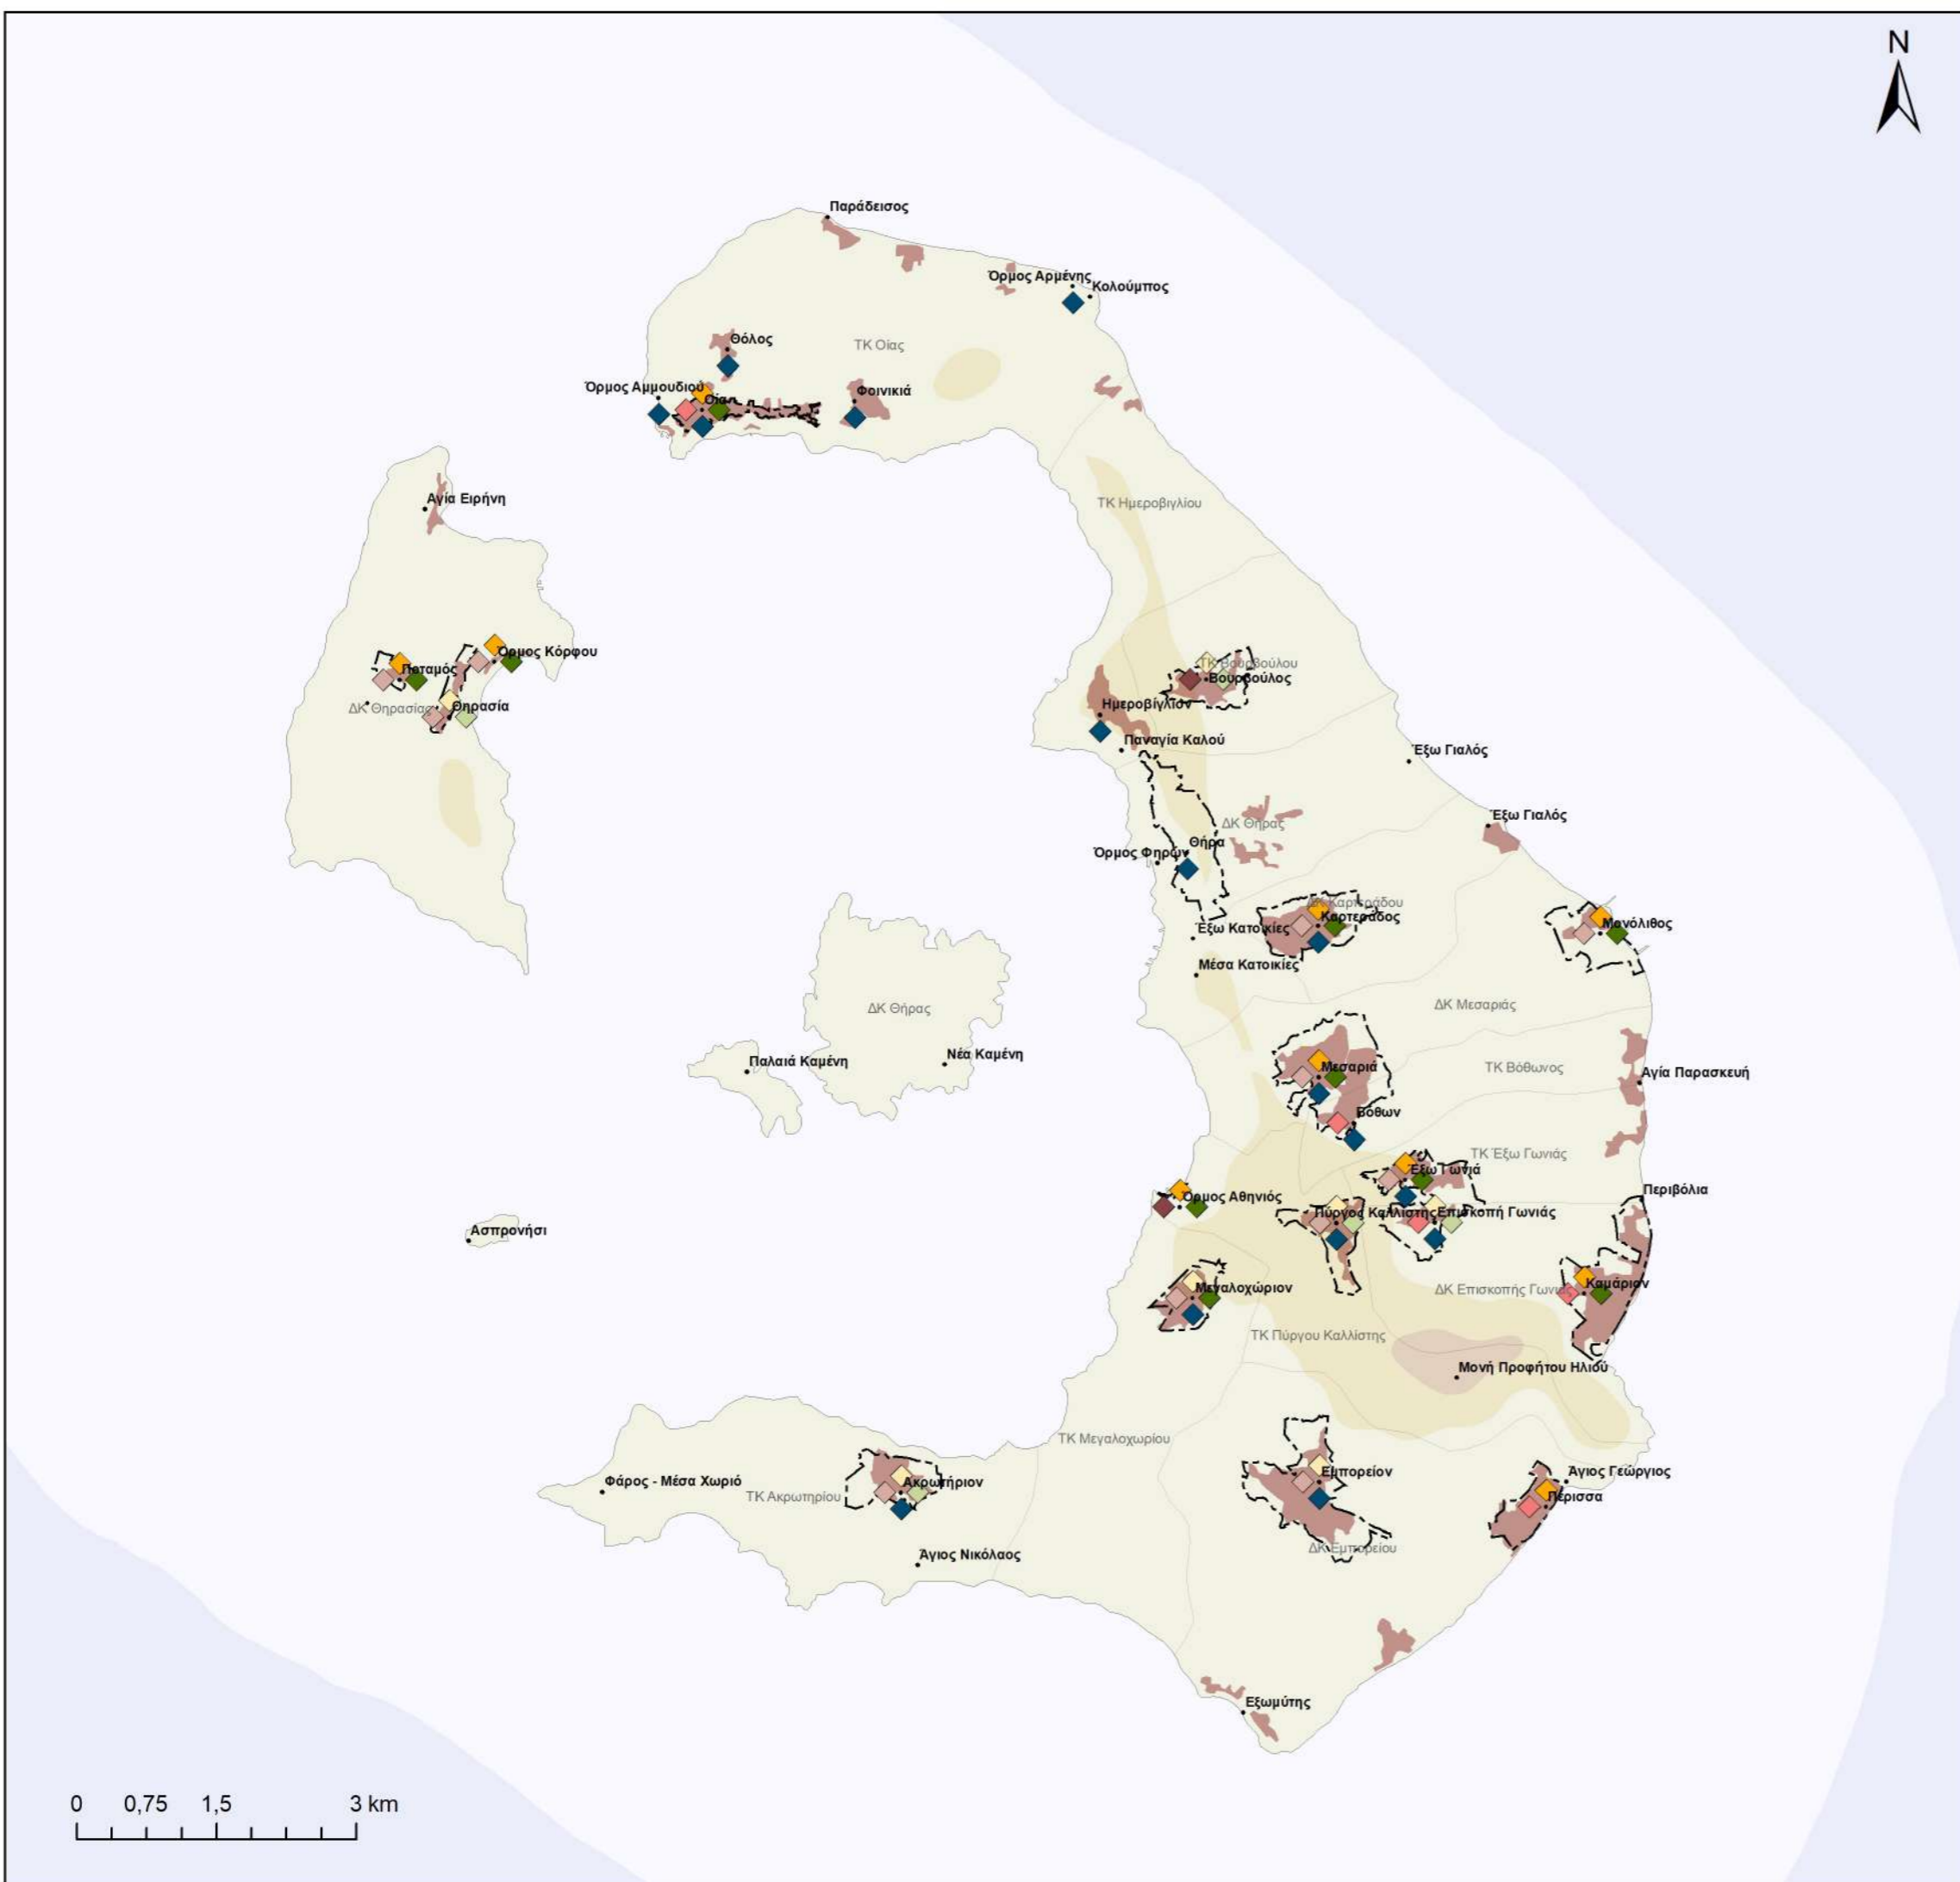 N
Παράδεισος
Όρμος Αρμένης
Κολούμπος
Θόλος
ΤΚ Οίας
Όρμος Αμμουδιού
Οία
Φοινικιά
Αγία Ειρήνη
ΤΚ Ημεροβιγλίου
Όρμος Κόρφου
Ποταμός
ΔΚ Θηρασίας
Θηρασία
ΤΚ Βουρβούλου
Βουρβούλος
Ημεροβίγλιον
Παναγία Καλού
Έξω Γιαλός
Έξω Γιαλός
ΔΚ Θήρας
Θήρα
Όρμος Φηρών
ΔΚ Καρτεράδου
Καρτεράδος
Έξω Κατοικίες
Μονόλιθος
Μέσα Κατοικίες
ΔΚ Θήρας
ΔΚ Μεσαριάς
Παλαιά Καμένη
Νέα Καμένη
Μεσαριά
ΤΚ Βόθωνος
Αγία Παρασκευή
Βόθων
ΤΚ Έξω Γωνιάς
Έξω Γωνιά
Περιβόλια
Όρμος Αθηνιός
Πύργος Καλλίστης
Επισκοπή Γωνιάς
Ασπρονήσι
Μεγαλοχώριον
ΔΚ Επισκοπής Γωνιάς
Καμάριον
ΤΚ Πύργου Καλλίστης
Μονή Προφήτου Ηλιού
ΤΚ Μεγαλοχωρίου
Φάρος - Μέσα Χωριό
ΤΚ Ακρωτηρίου
Ακρωτήριον
Εμπορείον
Άγιος Γεώργιος
Πέρισσα
ΔΚ Εμπορείου
Άγιος Νικόλαος
Εξωμύτης
0 0,75 1,5 3 km